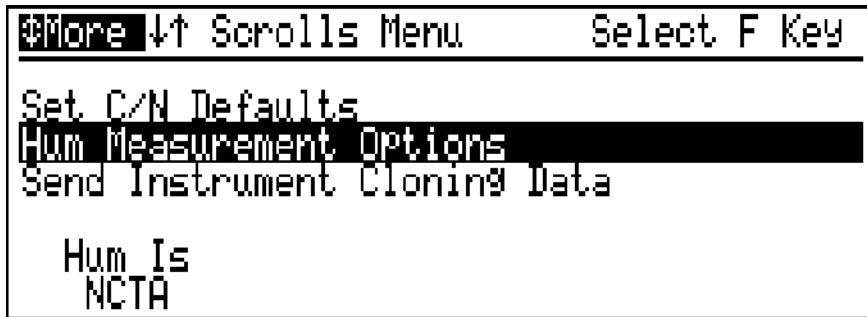 ↕More ↓↑ Scrolls Menu Select F Key
Set C/N Defaults
Hum Measurement Options
Send Instrument Cloning Data
Hum Is
NCTA